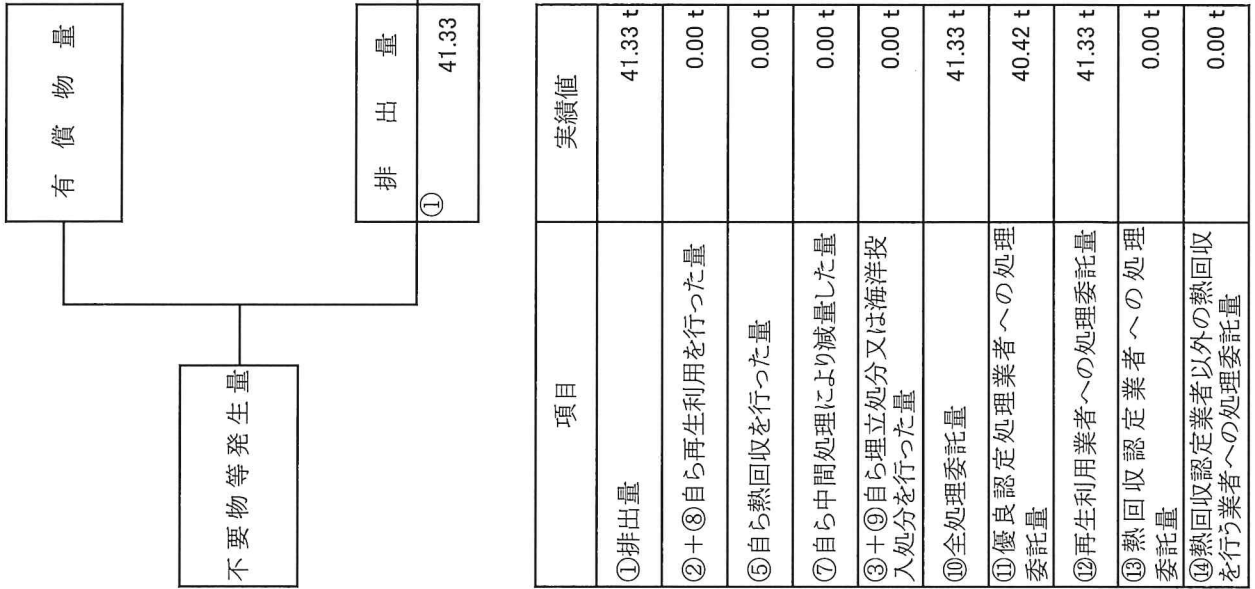 有償物量
不要物等発生量
排出量
① 41.33
項目 実績値
①排出量 41.33 t
②+⑧自ら再生利用を行った量 0.00 t
⑤自ら熱回収を行った量 0.00 t
⑦自ら中間処理により減量した量 0.00 t
③+⑨自ら埋立処分又は海洋投
入処分を行った量 0.00 t
⑩全処理委託量 41.33 t
⑪優良認定処理業者への処理
委託量 40.42 t
⑫再生利用業者への処理委託量 41.33 t
⑬熱回収認定業者への処理
委託量 0.00 t
⑭熱回収認定業者以外の熱回収
を行う業者への処理委託量 0.00 t